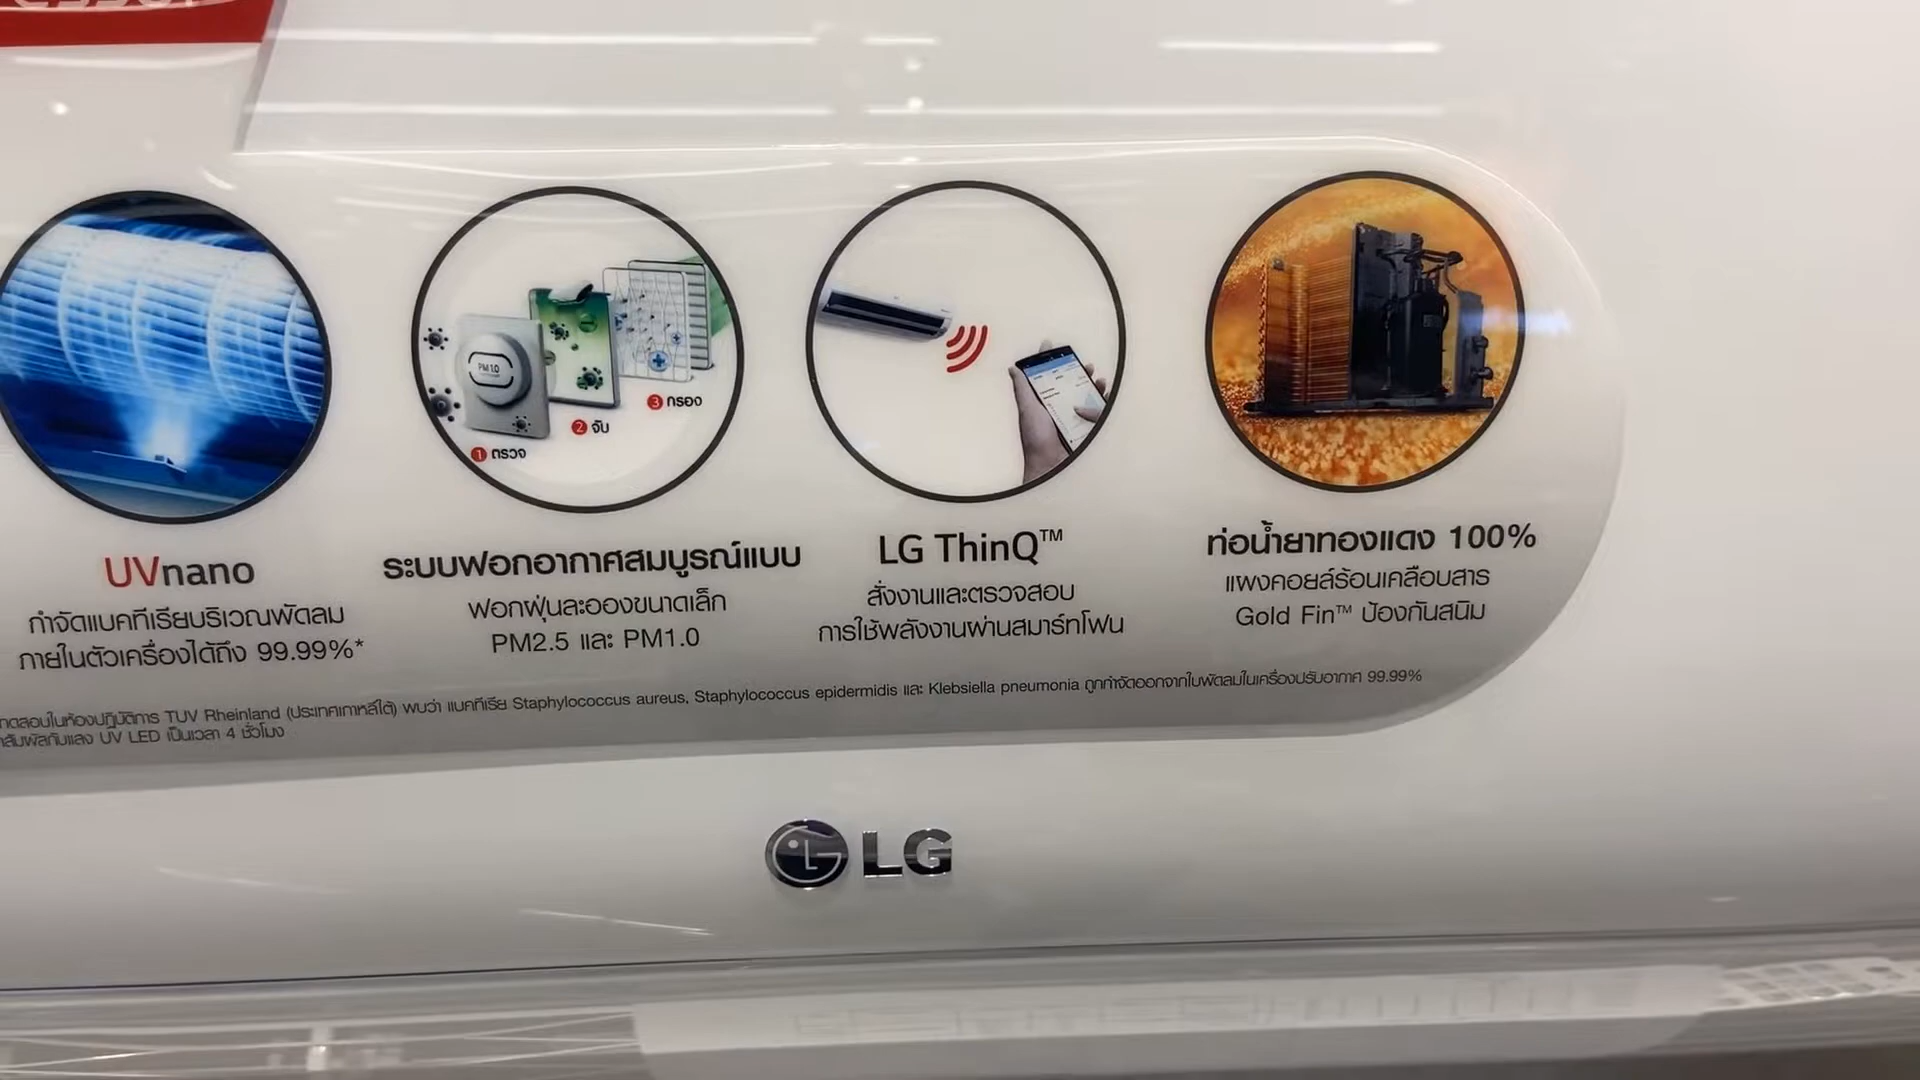 PM 1.0
1 ตรวจ
2 จับ
3 กรอง
UVnano
กำจัดแบคทีเรียบริเวณพัดลม
ภายในตัวเครื่องได้ถึง 99.99%*
ระบบฟอกอากาศสมบูรณ์แบบ
ฟอกฝุ่นละอองขนาดเล็ก
PM2.5 และ PM1.0
LG ThinQ™
สั่งงานและตรวจสอบ
การใช้พลังงานผ่านสมาร์ทโฟน
ท่อน้ำยาทองแดง 100%
แผงคอยล์ร้อนเคลือบสาร
Gold Fin™ ป้องกันสนิม
ทดสอบในห้องปฏิบัติการ TUV Rheinland (ประเทศเกาหลีใต้) พบว่า แบคทีเรีย Staphylococcus aureus, Staphylococcus epidermidis และ Klebsiella pneumonia ถูกกำจัดออกจากใบพัดลมในเครื่องปรับอากาศ 99.99%
สัมผัสกับแสง UV LED เป็นเวลา 4 ชั่วโมง
LG